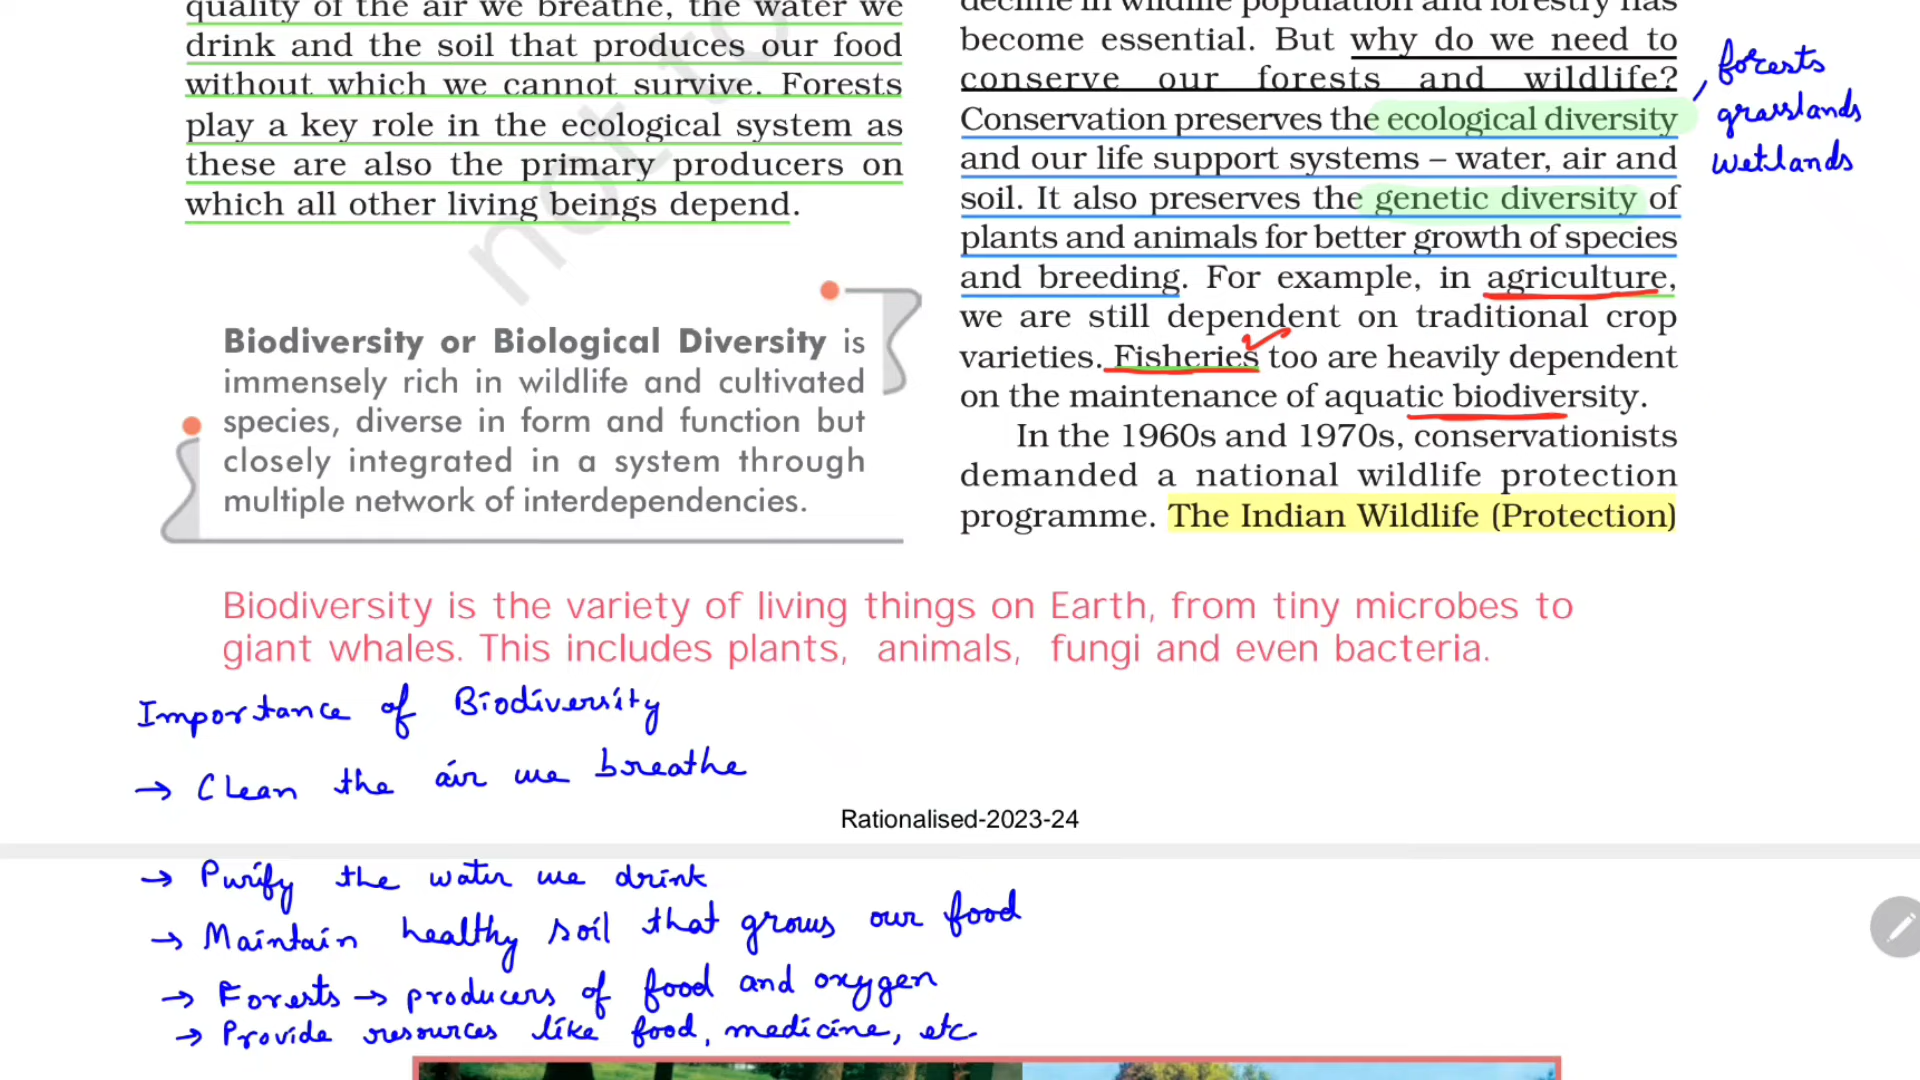 quality of the air we breathe, the water we
drink and the soil that produces our food
without which we cannot survive. Forests
play a key role in the ecological system as
these are also the primary producers on
which all other living beings depend.
not to
Biodiversity or Biological Diversity is
immensely rich in wildlife and cultivated
species, diverse in form and function but
closely integrated in a system through
multiple network of interdependencies.
decline in wildlife population and forestry has
become essential. But why do we need to
conserve our forests and wildlife?
Conservation preserves the ecological diversity
and our life support systems – water, air and
soil. It also preserves the genetic diversity of
plants and animals for better growth of species
and breeding. For example, in agriculture,
we are still dependent on traditional crop
varieties. Fisheries too are heavily dependent
on the maintenance of aquatic biodiversity.
In the 1960s and 1970s, conservationists
demanded a national wildlife protection
programme. The Indian Wildlife (Protection)
forests
grasslands
wetlands
Biodiversity is the variety of living things on Earth, from tiny microbes to
giant whales. This includes plants, animals, fungi and even bacteria.
Importance of Biodiversity
→ Clean the air we breathe
Rationalised-2023-24
→ Purify the water we drink
→ Maintain healthy soil that grows our food
→ Forests → producers of food and oxygen
→ Provide resources like food, medicine, etc.